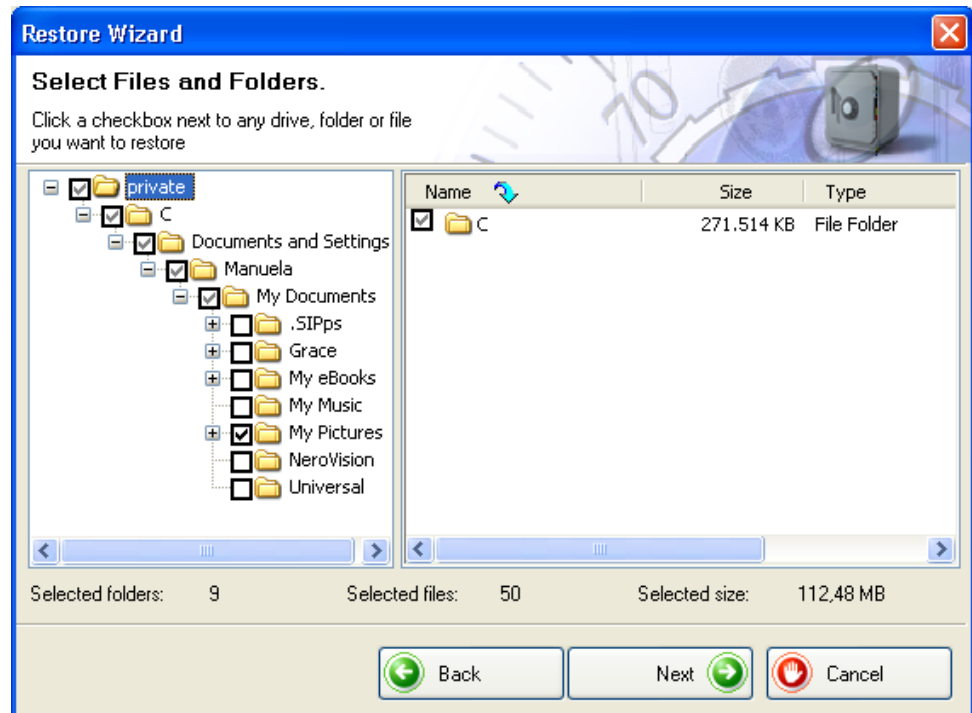 Restore Wizard
Select Files and Folders.
Click a checkbox next to any drive, folder or file
you want to restore
70
private
C
Documents and Settings
Manuela
My Documents
.SIPps
Grace
My eBooks
My Music
My Pictures
NeroVision
Universal
Name Size Type
C 271.514 KB File Folder
Selected folders: 9 Selected files: 50 Selected size: 112,48 MB
Back Next Cancel